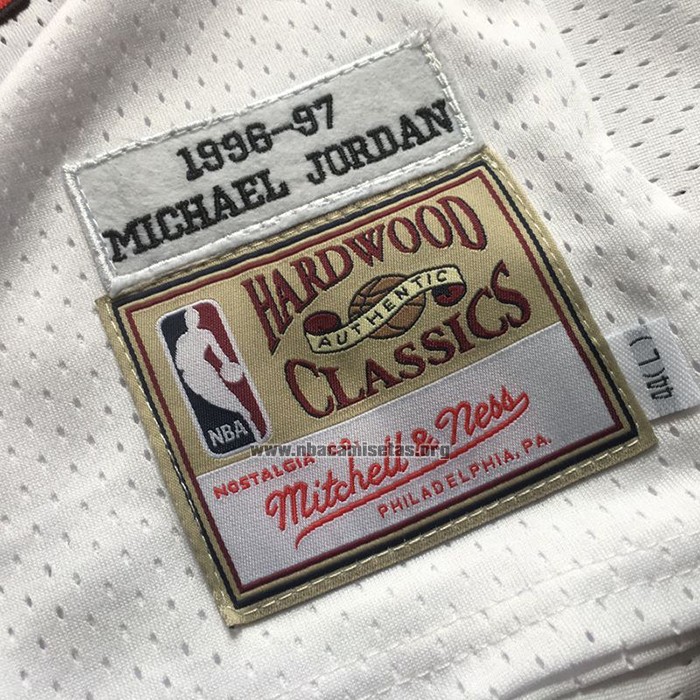 1996-97
MICHAEL JORDAN
HARDWOOD
AUTHENTIC
CLASSICS
NBA
44(L)
www.nbacamisetas.org
NOSTALGIA
Mitchell & Ness
PHILADELPHIA, PA.